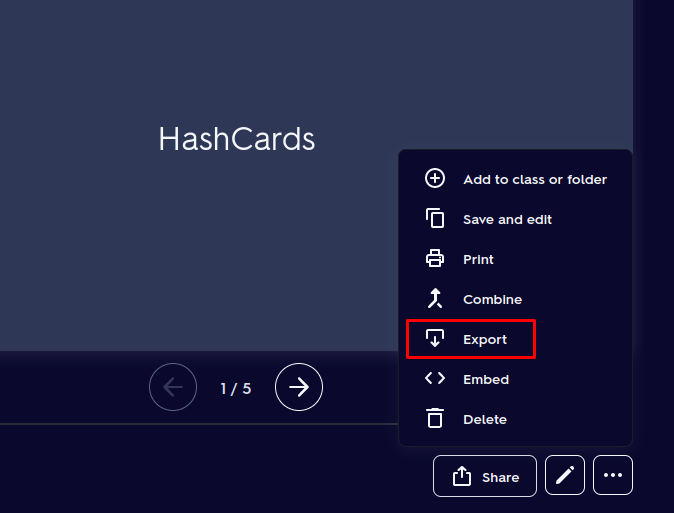 HashCards
Add to class or folder
Save and edit
Print
Combine
Export
Embed
Delete
1 / 5
Share